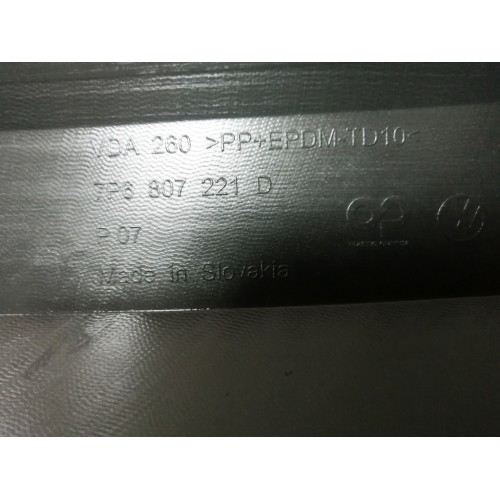 VDA 260 >PP+EPDM-TD10<
7P6 807 221 D
P 07
Made in Slovakia